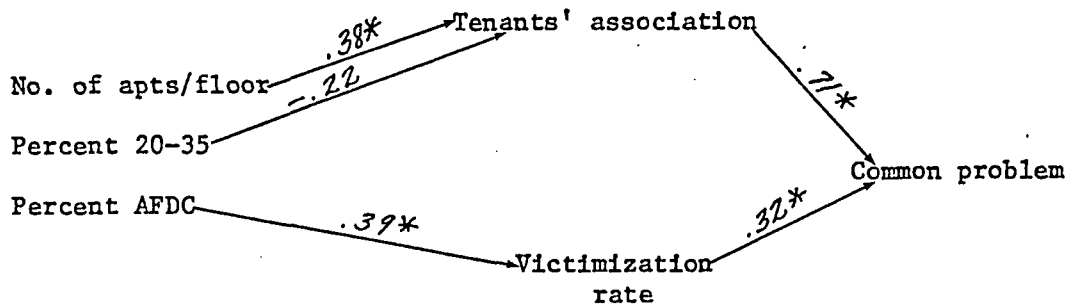 Tenants' association
.38*
No. of apts/floor
-.22
.71*
Percent 20-35
Common problem
Percent AFDC
.39*
.32*
Victimization
rate